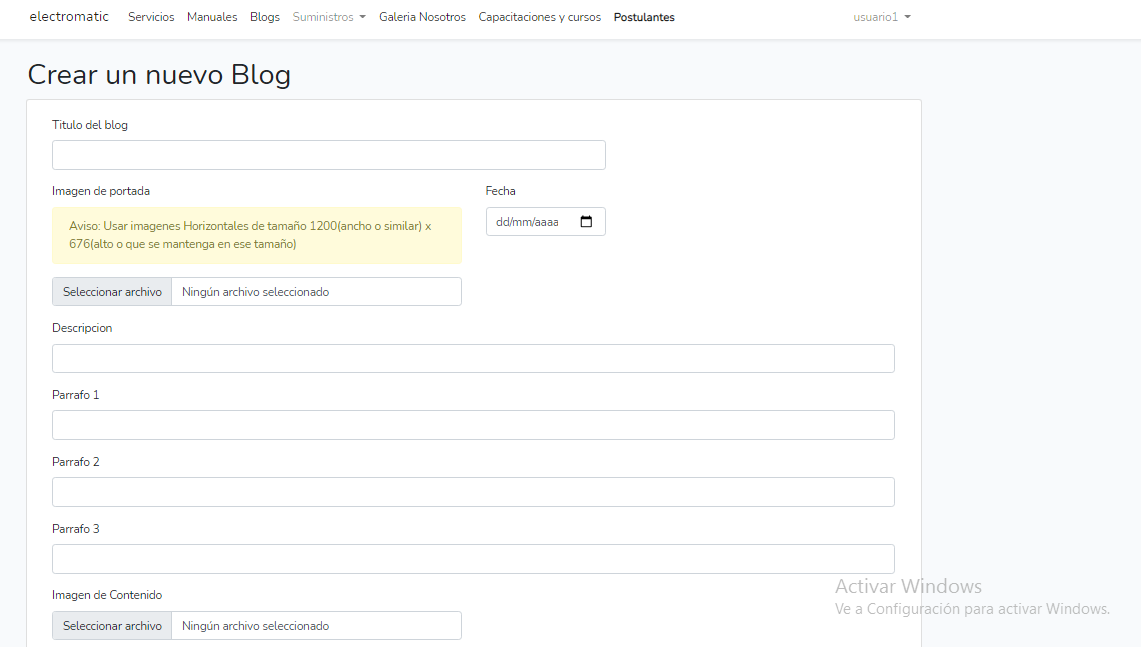 electromatic Servicios Manuales Blogs Suministros Galeria Nosotros Capacitaciones y cursos Postulantes usuario1
Crear un nuevo Blog
Titulo del blog
Imagen de portada Fecha
Aviso: Usar imagenes Horizontales de tamaño 1200(ancho o similar) x
676(alto o que se mantenga en ese tamaño)
dd/mm/aaaa
Seleccionar archivo Ningún archivo seleccionado
Descripcion
Parrafo 1
Parrafo 2
Parrafo 3
Imagen de Contenido
Seleccionar archivo Ningún archivo seleccionado
Activar Windows
Ve a Configuración para activar Windows.